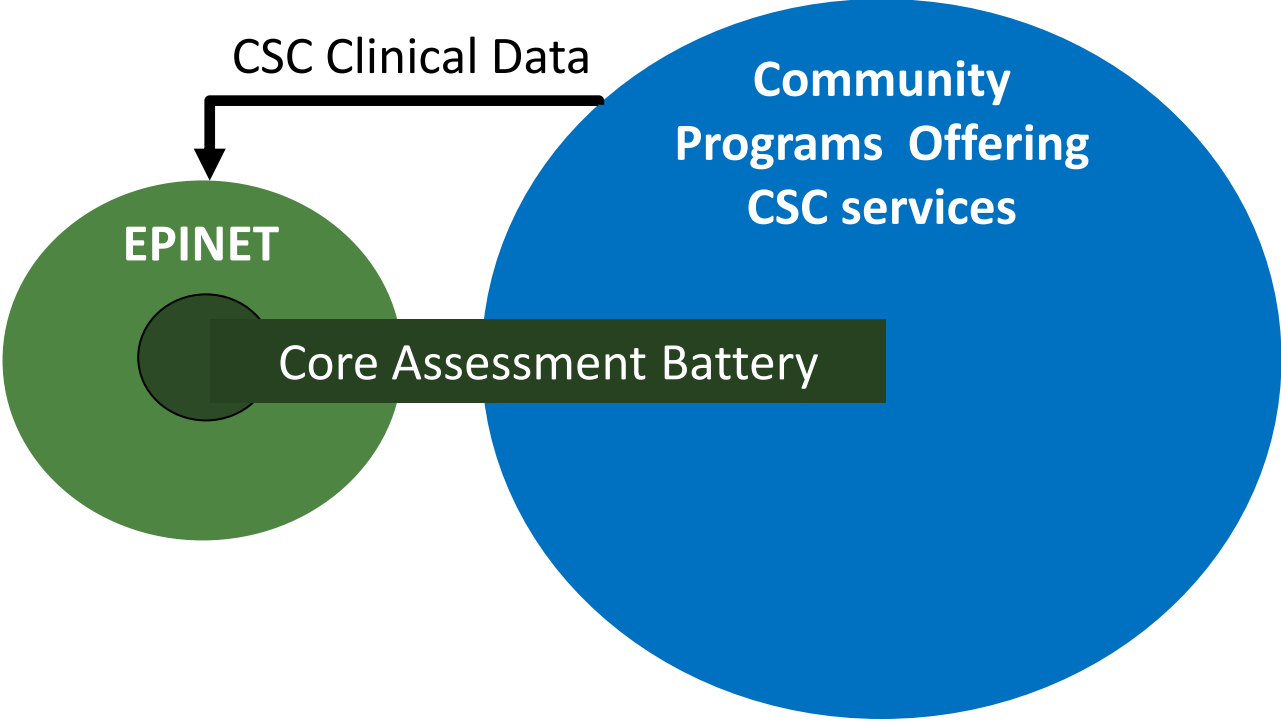 CSC Clinical Data
Community
Programs  Offering
CSC services
EPINET
Core Assessment Battery